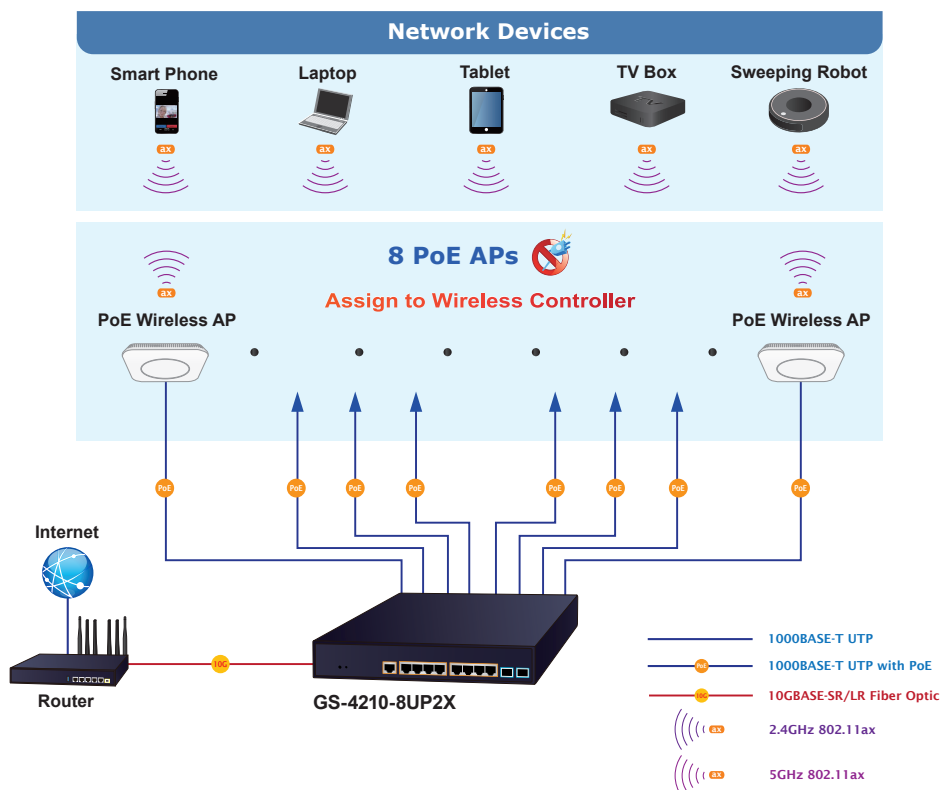 Network Devices
Smart Phone
Laptop
Tablet
TV Box
Sweeping Robot
TV
ax
ax
ax
ax
ax
8 PoE APs
Assign to Wireless Controller
ax
ax
PoE Wireless AP
PoE Wireless AP
PoE
PoE
PoE
PoE
PoE
PoE
PoE
PoE
Internet
10G
Router
GS-4210-8UP2X
1000BASE-T UTP
PoE
1000BASE-T UTP with PoE
10G
10GBASE-SR/LR Fiber Optic
ax
2.4GHz 802.11ax
ax
5GHz 802.11ax